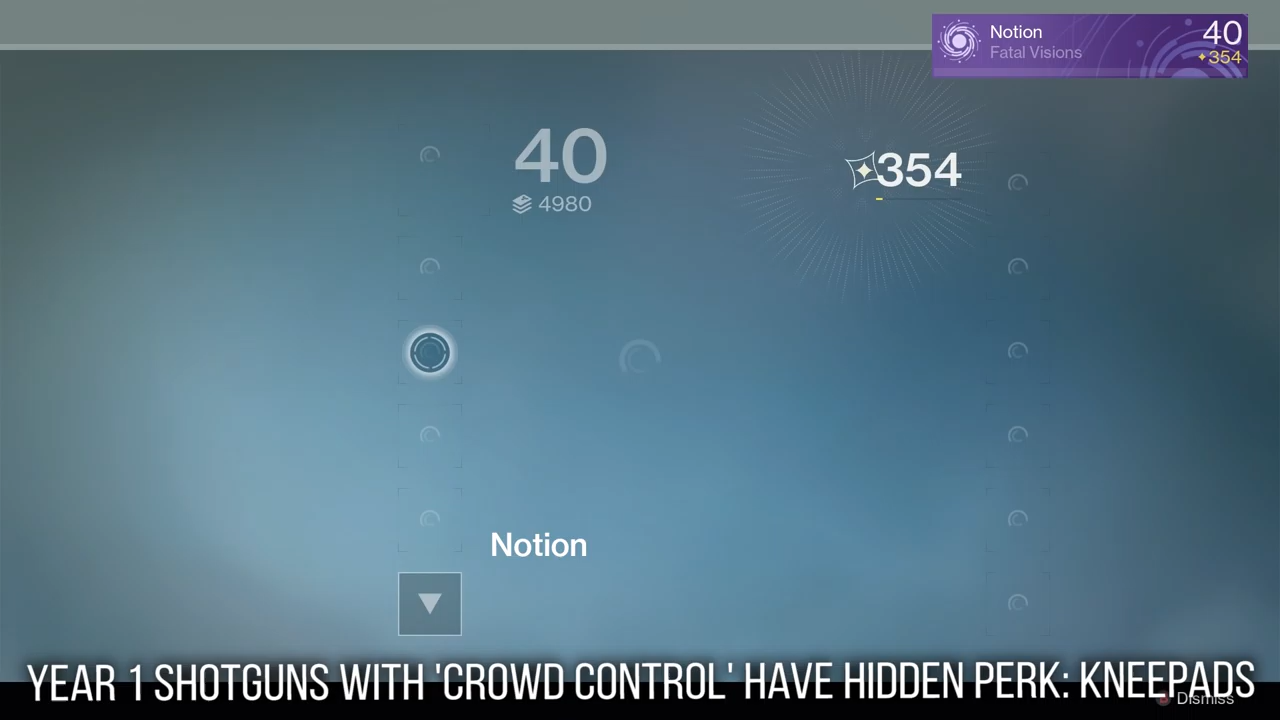 Notion
Fatal Visions
40
354
40
4980
354
Notion
YEAR 1 SHOTGUNS WITH 'CROWD CONTROL' HAVE HIDDEN PERK: KNEEPADS
Dismiss